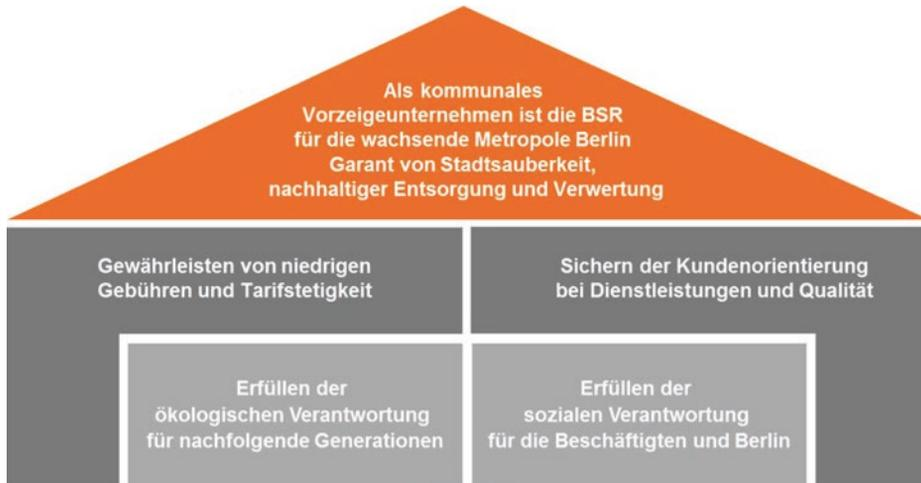 Als kommunales
Vorzeigeunternehmen ist die BSR
für die wachsende Metropole Berlin
Garant von Stadtsauberkeit,
nachhaltiger Entsorgung und Verwertung
Gewährleisten von niedrigen
Gebühren und Tarifstetigkeit
Sichern der Kundenorientierung
bei Dienstleistungen und Qualität
Erfüllen der
ökologischen Verantwortung
für nachfolgende Generationen
Erfüllen der
sozialen Verantwortung
für die Beschäftigten und Berlin